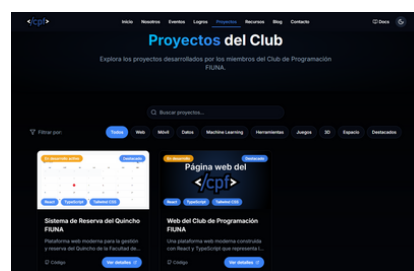 </cpf>
Inicio Nosotros Eventos Logros Proyectos Recursos Blog Contacto Docs
Proyectos del Club
Explora los proyectos desarrollados por los miembros del Club de Programación
FIUNA.
Buscar proyectos...
Filtrar por: Todos Web Móvil Datos Machine Learning Herramientas Juegos 3D Espacio Destacados
En desarrollo activo Destacado
React TypeScript Tailwind CSS
Sistema de Reserva del Quincho
FIUNA
Plataforma web moderna para la gestión
y reserva del Quincho de la Facultad de...
Código Ver detalles
En desarrollo Destacado
Página web del
</cpf>
React TypeScript Tailwind CSS
Web del Club de Programación
FIUNA
Una plataforma web moderna construida
con React y TypeScript que representa l...
Código Ver detalles